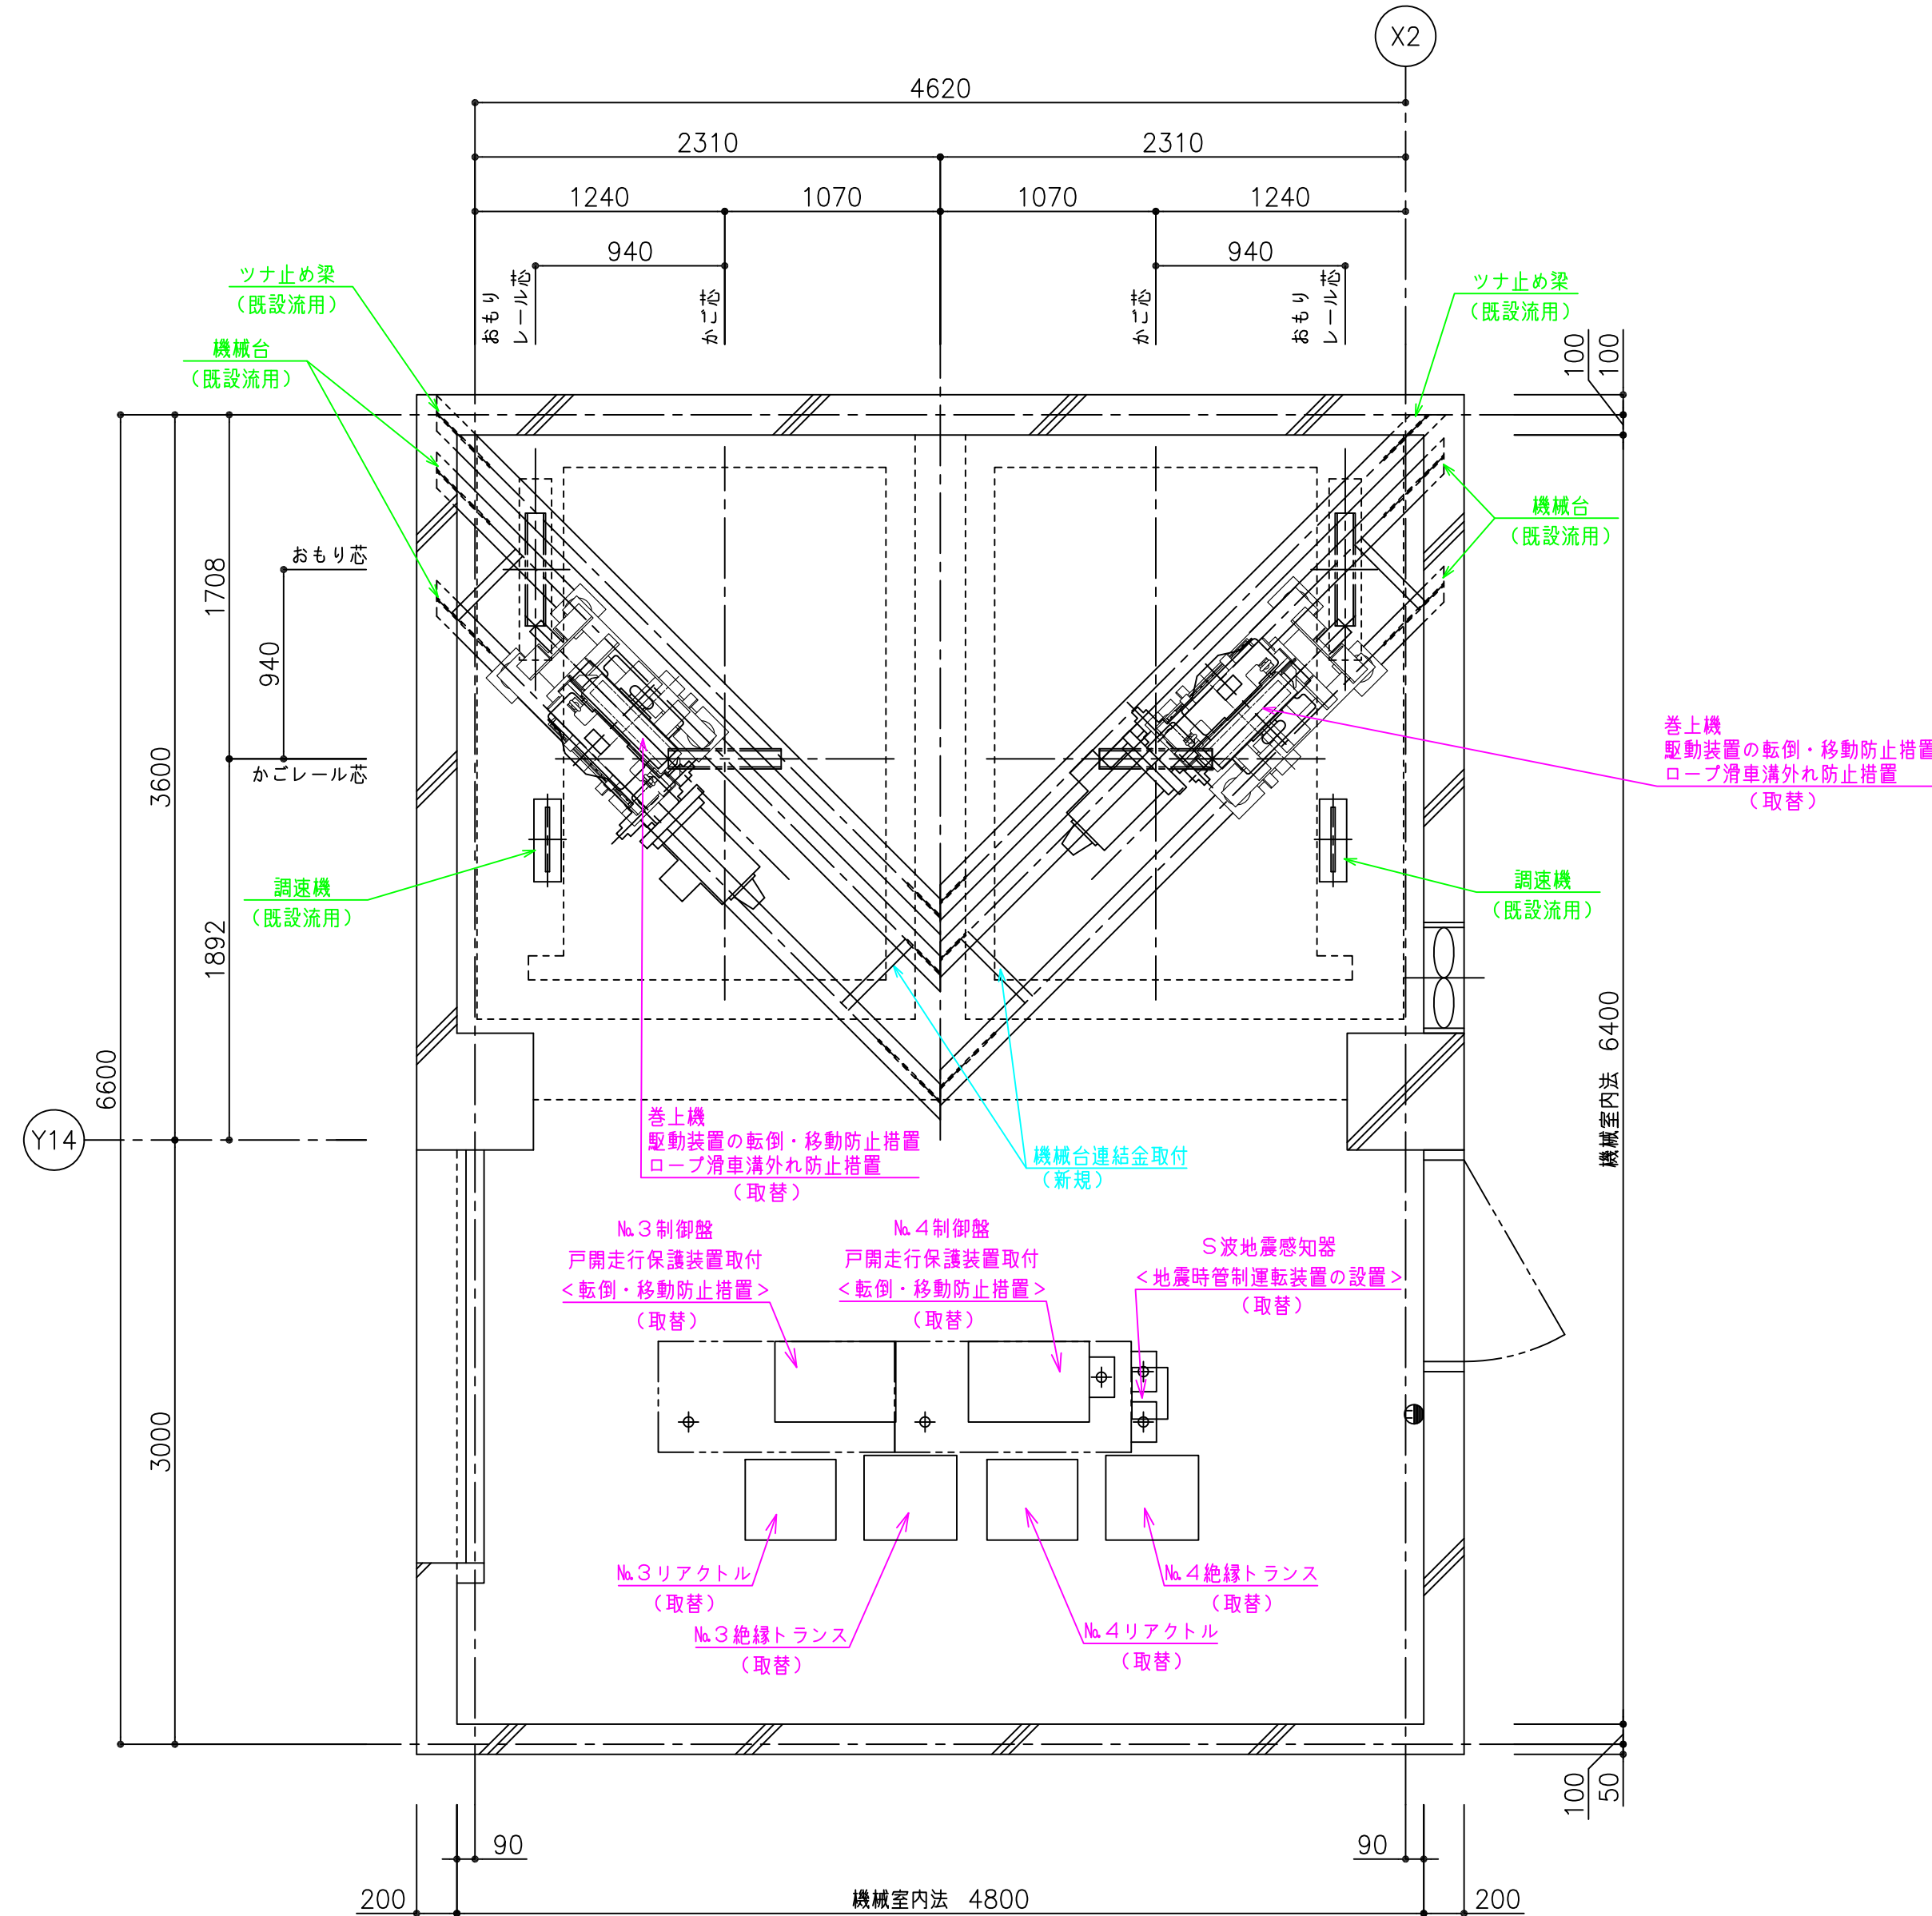 X2
4620
2310
2310
1240
1070
1070
1240
940
940
おもり
レール芯
かご芯
かご芯
おもり
レール芯
ツナ止め梁
（既設流用）
機械台
（既設流用）
ツナ止め梁
（既設流用）
100
100
機械台
（既設流用）
おもり芯
1708
940
3600
かごレール芯
巻上機
駆動装置の転倒・移動防止措置
ロープ滑車溝外れ防止措置
（取替）
調速機
（既設流用）
調速機
（既設流用）
1892
6600
機械室内法 6400
Y14
巻上機
駆動装置の転倒・移動防止措置
ロープ滑車溝外れ防止措置
（取替）
機械台連結金取付
（新規）
№3制御盤
戸開走行保護装置取付
＜転倒・移動防止措置＞
（取替）
№4制御盤
戸開走行保護装置取付
＜転倒・移動防止措置＞
（取替）
S波地震感知器
＜地震時管制運転装置の設置＞
（取替）
3000
№3リアクトル
（取替）
№3絶縁トランス
（取替）
№4リアクトル
（取替）
№4絶縁トランス
（取替）
100
50
90
90
200
機械室内法 4800
200